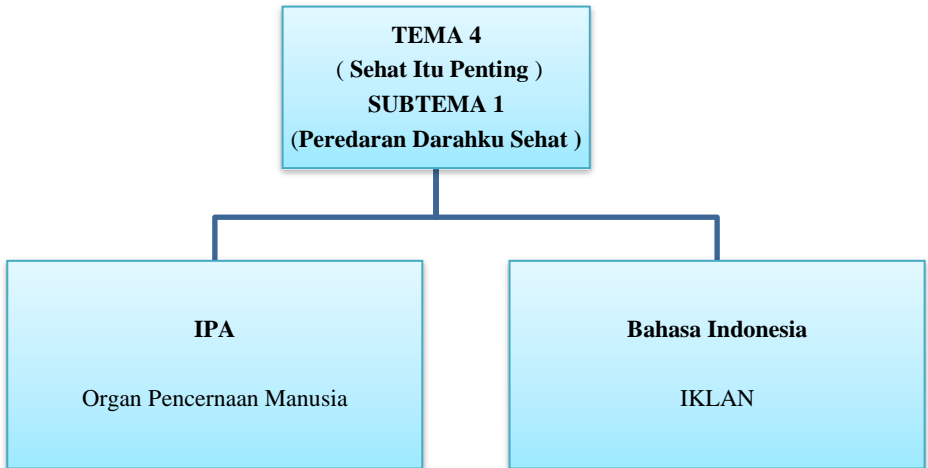 TEMA 4
( Sehat Itu Penting )
SUBTEMA 1
(Peredaran Darahku Sehat )
IPA
Organ Pencernaan Manusia
Bahasa Indonesia
IKLAN